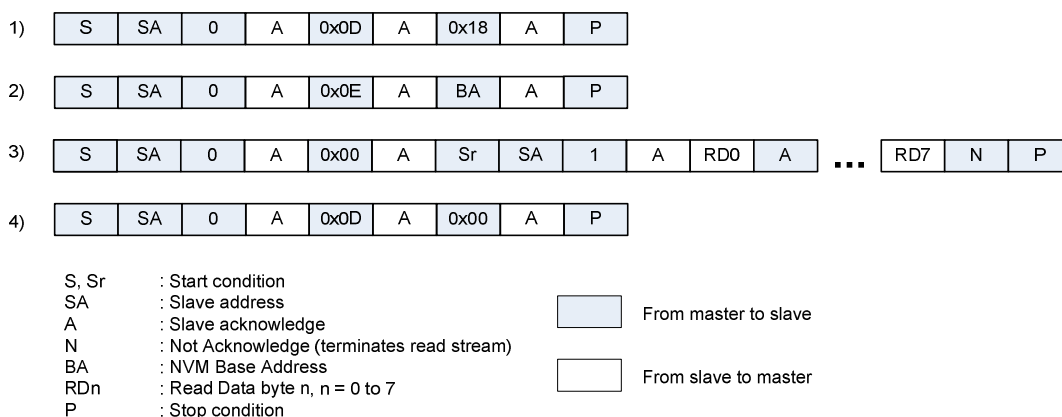 1) S SA 0 A 0x0D A 0x18 A P
2) S SA 0 A 0x0E A BA A P
3) S SA 0 A 0x00 A Sr SA 1 A RD0 A ... RD7 N P
4) S SA 0 A 0x0D A 0x00 A P
S, Sr : Start condition
SA : Slave address
A : Slave acknowledge
N : Not Acknowledge (terminates read stream)
BA : NVM Base Address
RDn : Read Data byte n, n = 0 to 7
P : Stop condition
From master to slave
From slave to master